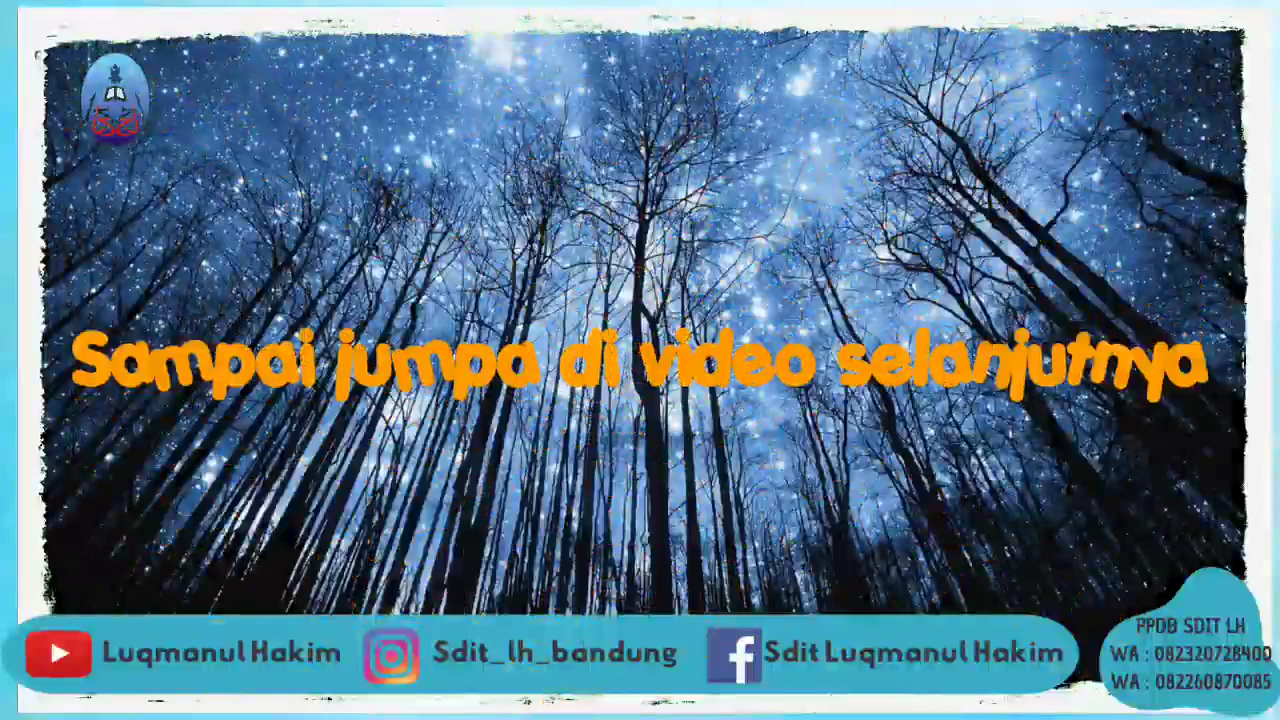 Sampai jumpa di video selanjutnya
Luqmanul Hakim
Sdit_lh_bandung
Sdit Luqmanul Hakim
PPDB SDIT LH
WA : 082320728400
WA : 082260870085